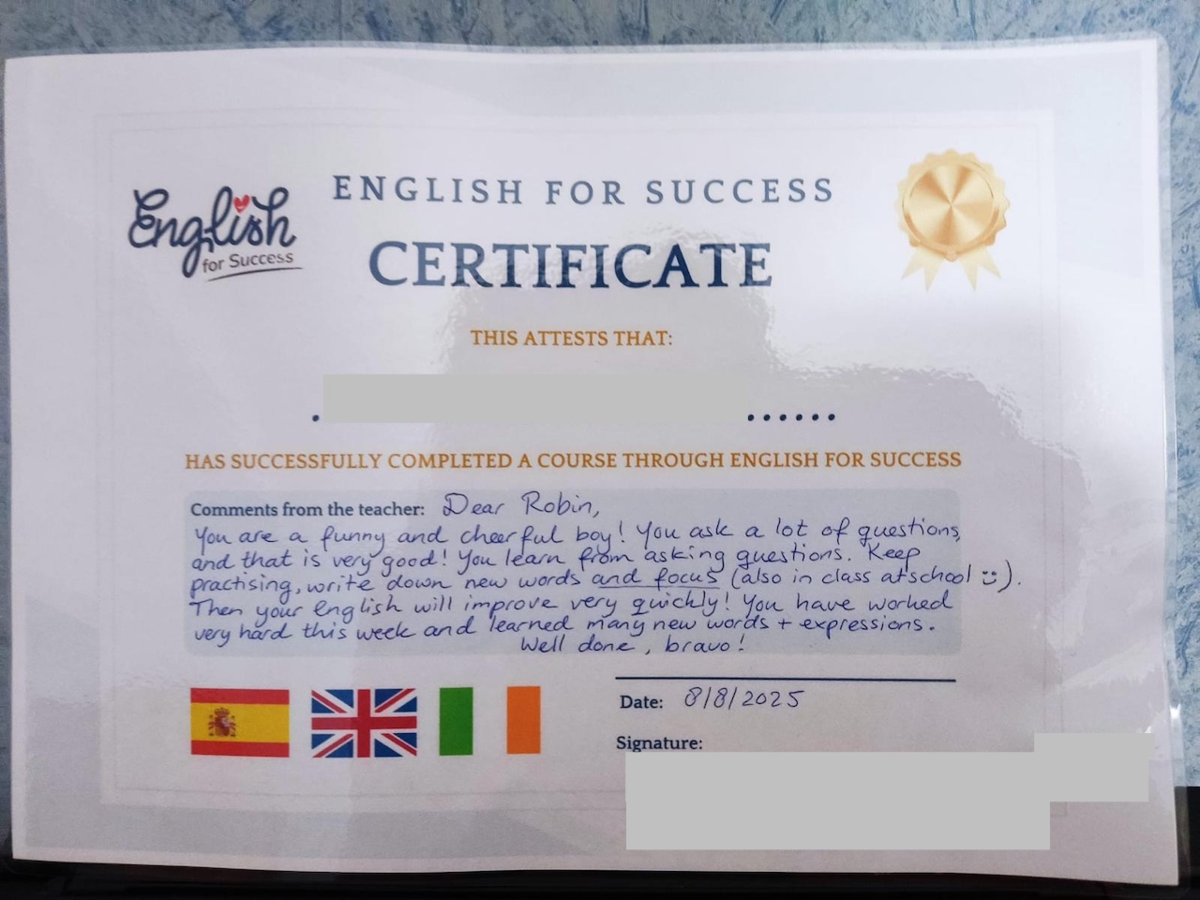 English
for Success
ENGLISH FOR SUCCESS
CERTIFICATE
THIS ATTESTS THAT:
. ......
HAS SUCCESSFULLY COMPLETED A COURSE THROUGH ENGLISH FOR SUCCESS
Comments from the teacher: Dear Robin,
You are a funny and cheerful boy! You ask a lot of questions,
and that is very good! You learn from asking questions. Keep
practising, write down new words and focus (also in class at school :)).
Then your English will improve very quickly! You have worked
very hard this week and learned many new words + expressions.
Well done, bravo!
Date: 8/8/2025
Signature: